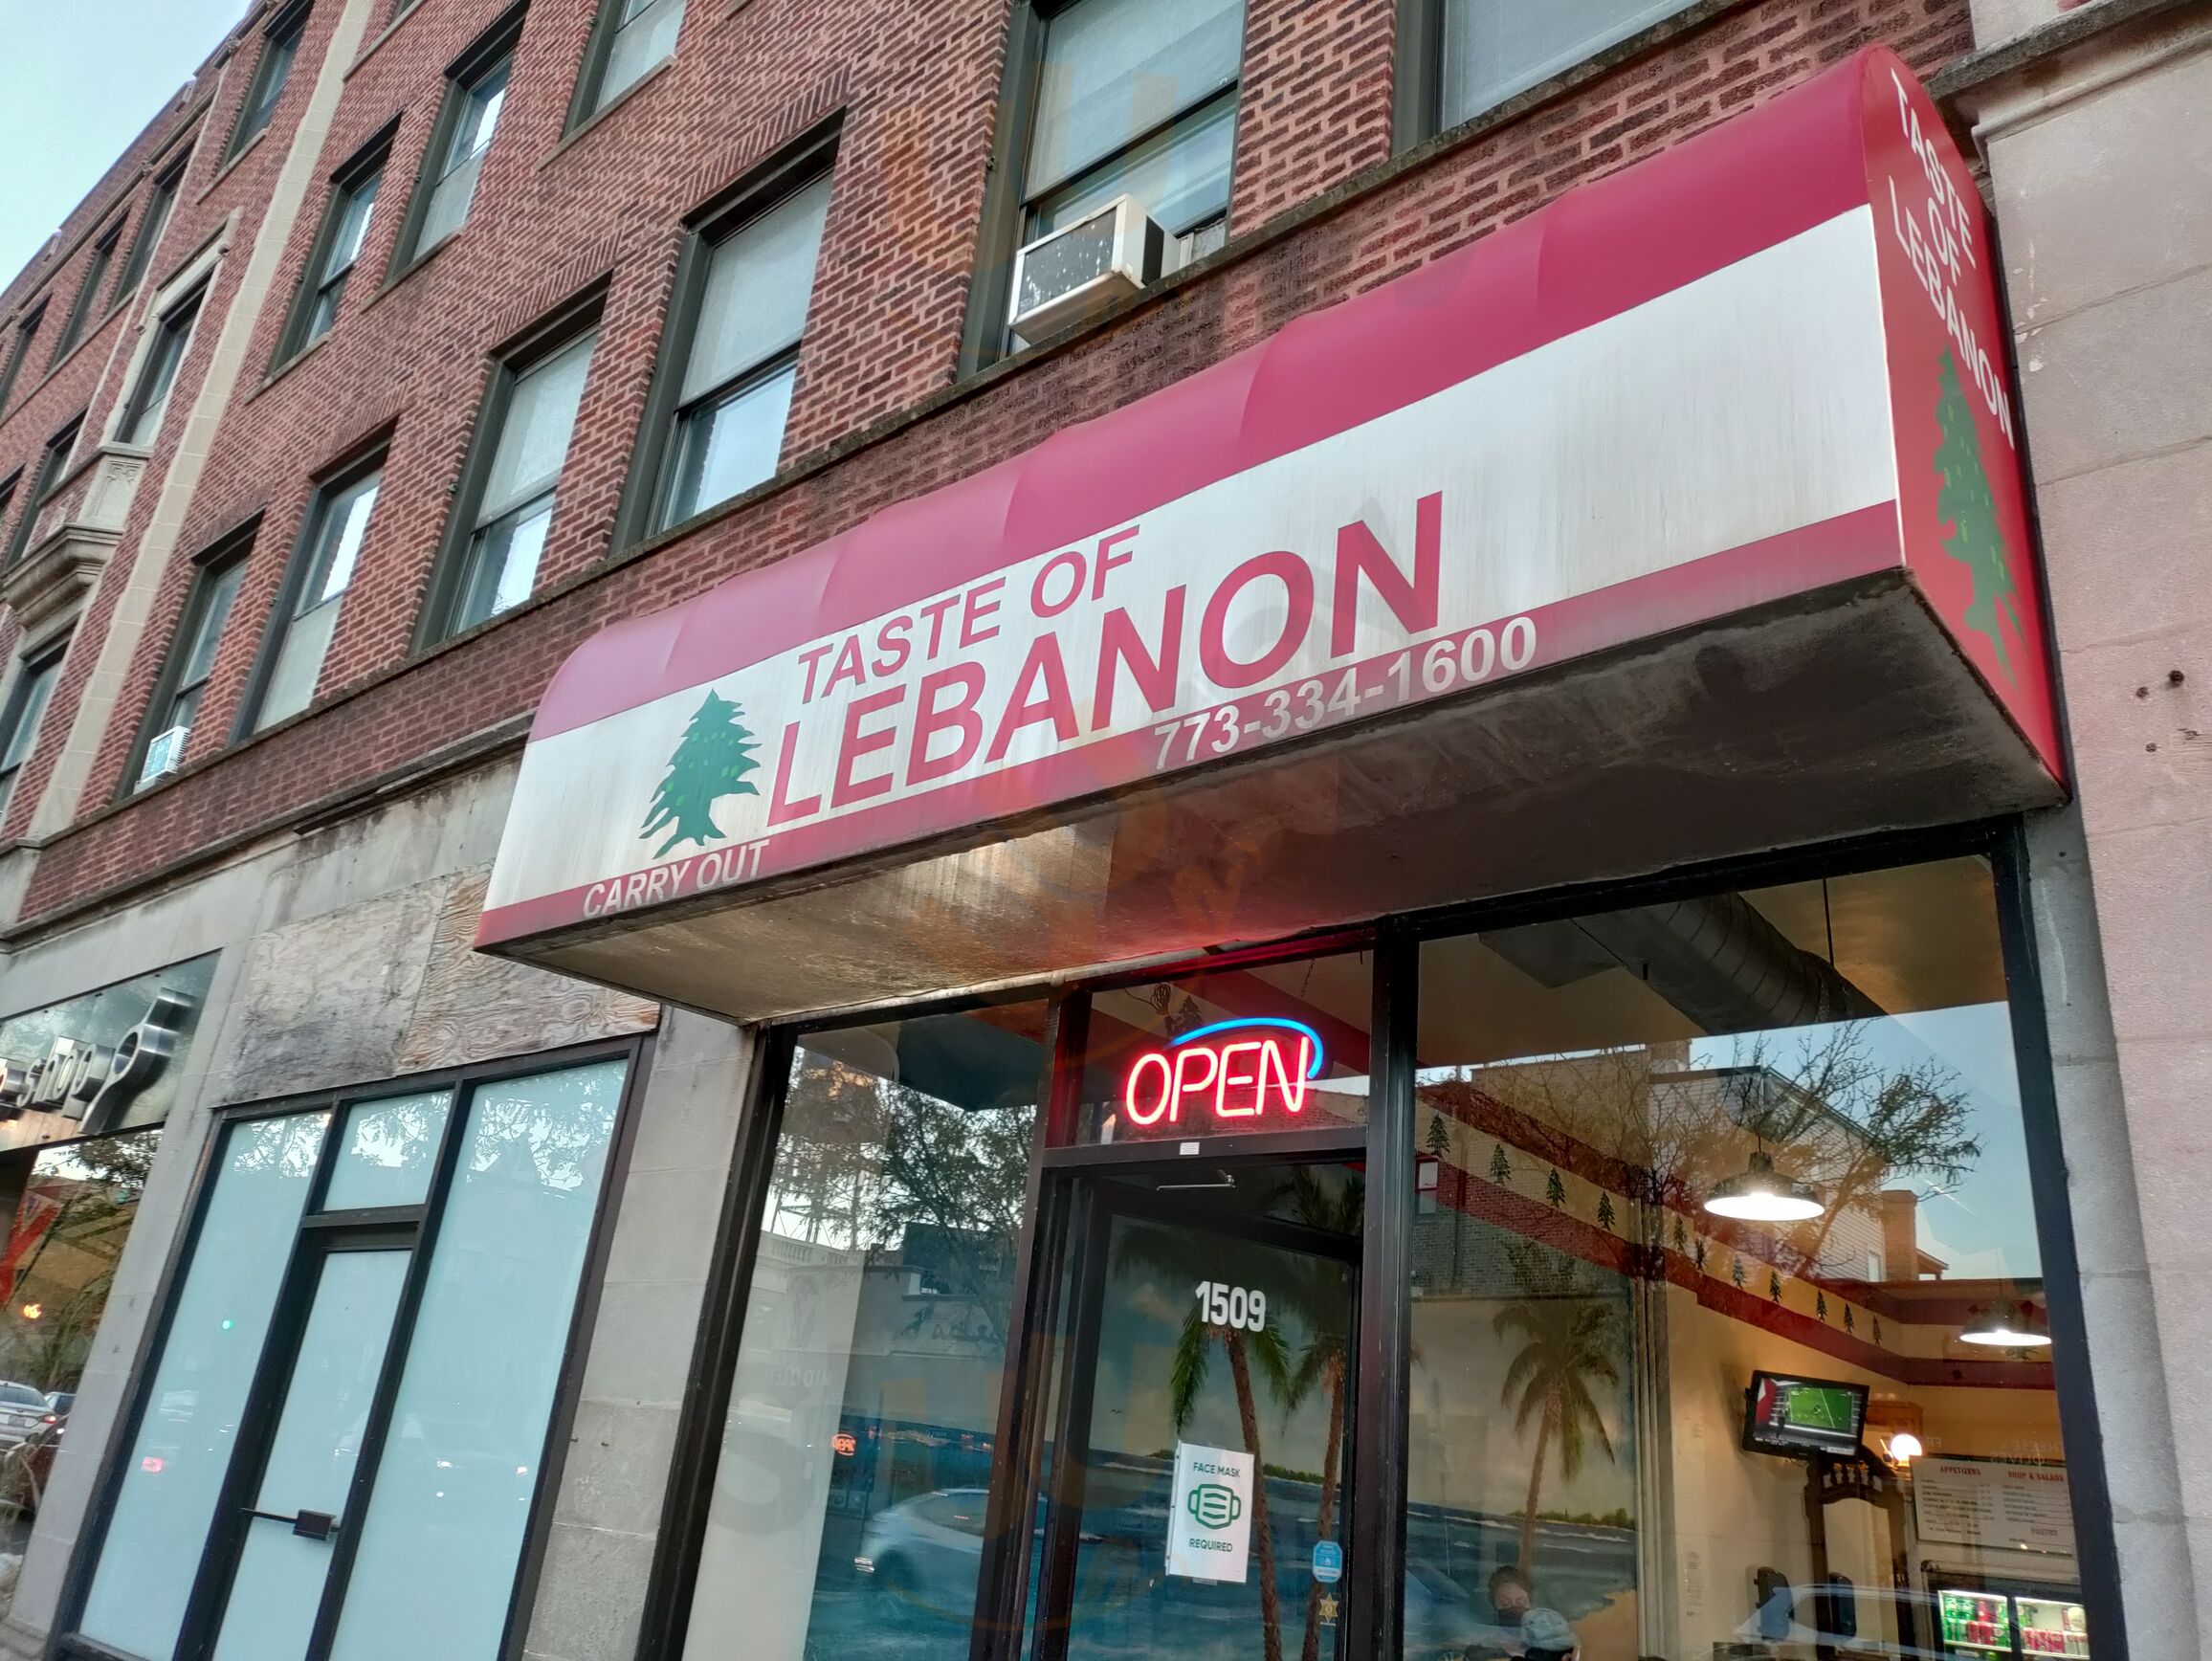 TASTE OF
LEBANON
773-334-1600
CARRY OUT
TASTE
OF
LEBANON
OPEN
1509
FACE MASK
REQUIRED
APPETIZERS
SOUP & SALADS